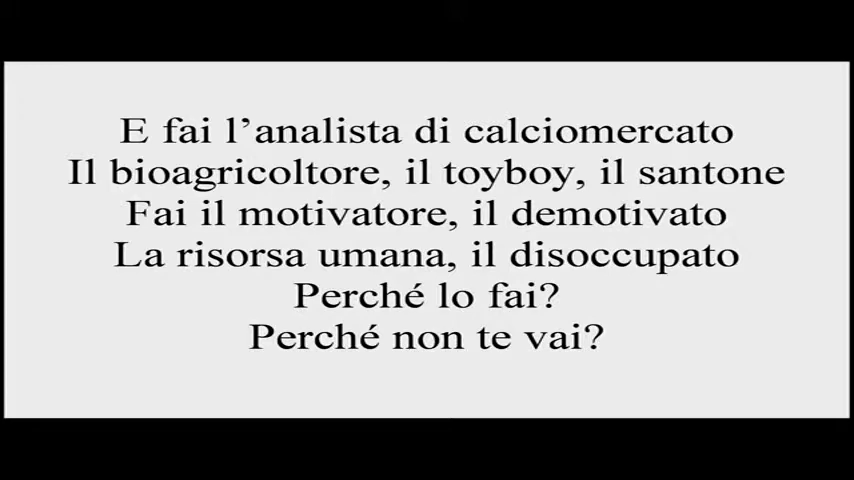 E fai l’analista di calciomercato
Il bioagricoltore, il toyboy, il santone
Fai il motivatore, il demotivato
La risorsa umana, il disoccupato
Perché lo fai?
Perché non te vai?